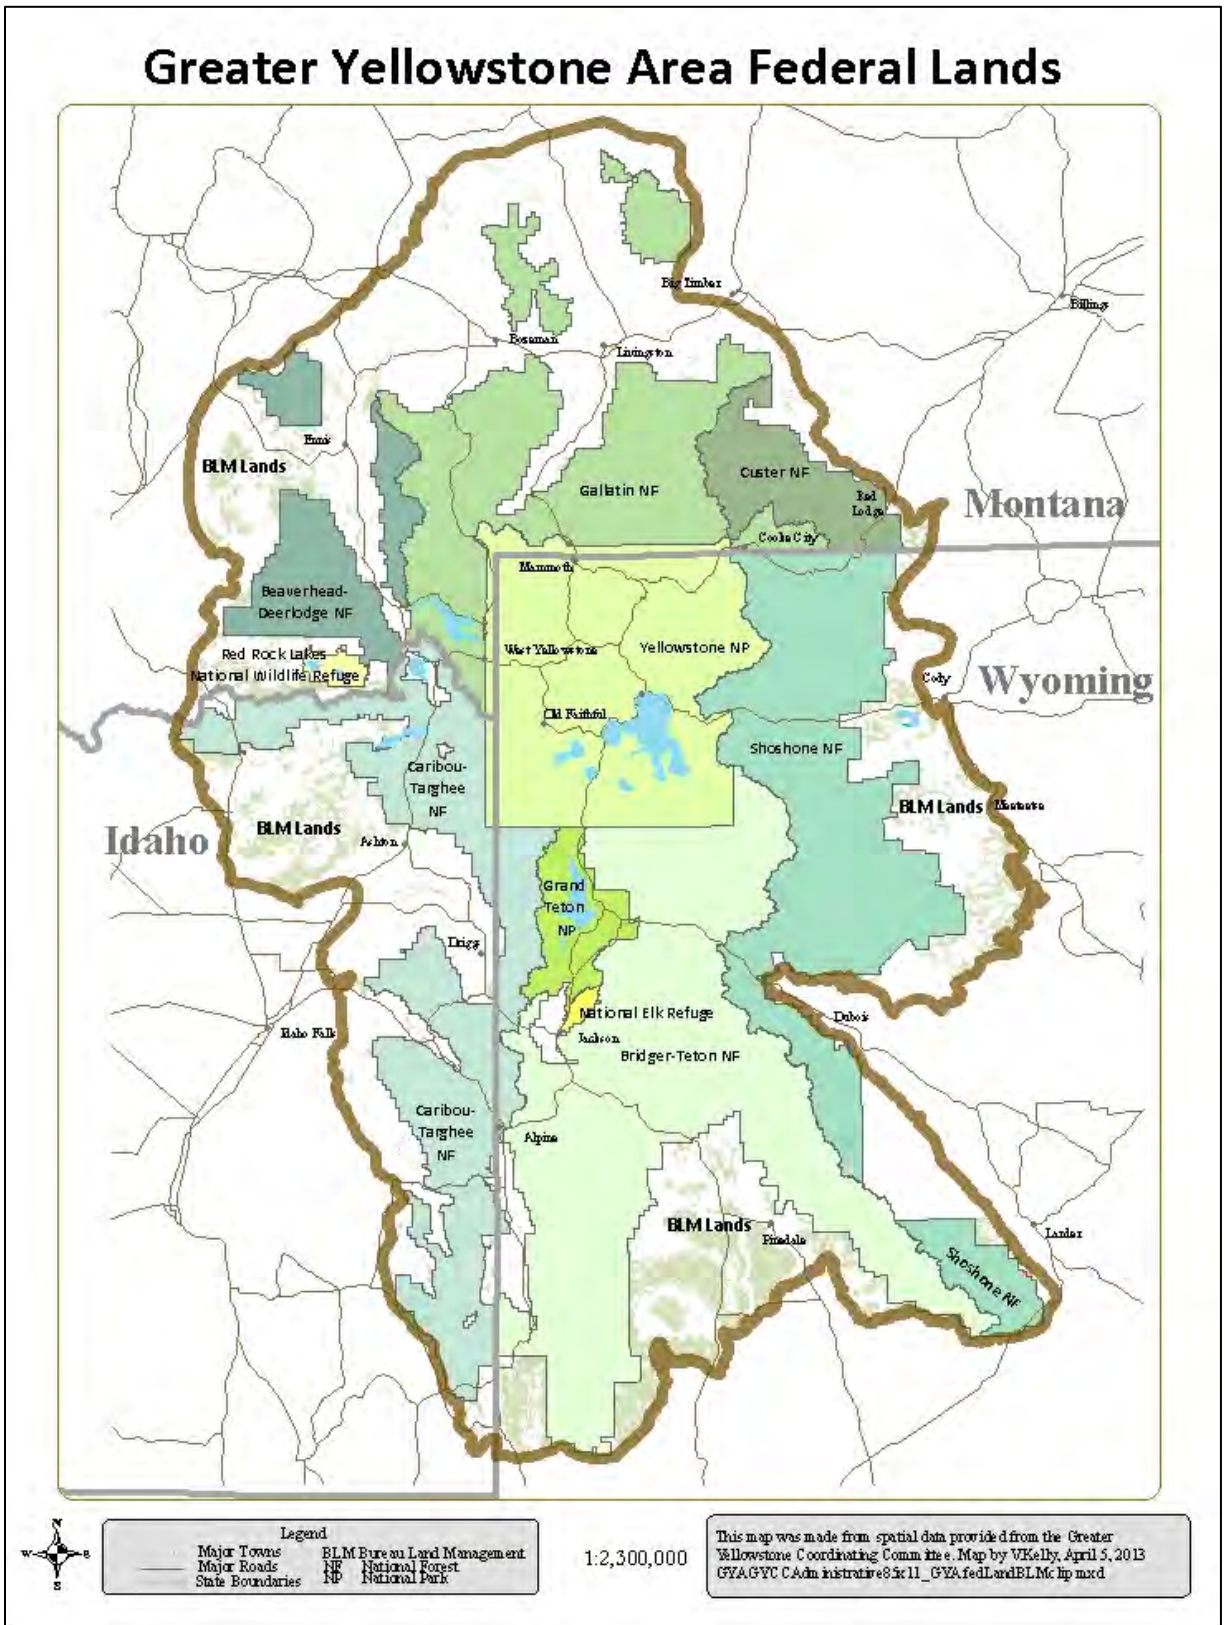 Greater Yellowstone Area Federal Lands
Big Timber
Billings
Bozeman
Livingston
Ennis
BLM Lands
Custer NF
Gallatin NF
Red
Lodge
Montana
Cooke City
Mammoth
Beaverhead-
Deerlodge NF
West Yellowstone
Yellowstone NP
Red Rock Lakes
National Wildlife Refuge
Cody
Wyoming
Old Faithful
Shoshone NF
Caribou-
Targhee
NF
BLM Lands
BLM Lands
Idaho
Ashton
Grand
Teton
NP
Driggs
National Elk Refuge
Dubois
Idaho Falls
Jackson
Bridger-Teton NF
Caribou-
Targhee
NF
Alpine
BLM Lands
Pinedale
Lander
Shoshone NF
N
W
E
S
Legend
Major Towns
Major Roads
State Boundaries
BLM Bureau Land Management
NF National Forest
NP National Park
1:2,300,000
This map was made from spatial data provided from the Greater
Yellowstone Coordinating Committee. Map by VKelly, April 5, 2013
GYAGYCCAdministrative8.5x11_GYAfedLandBLMclip.mxd